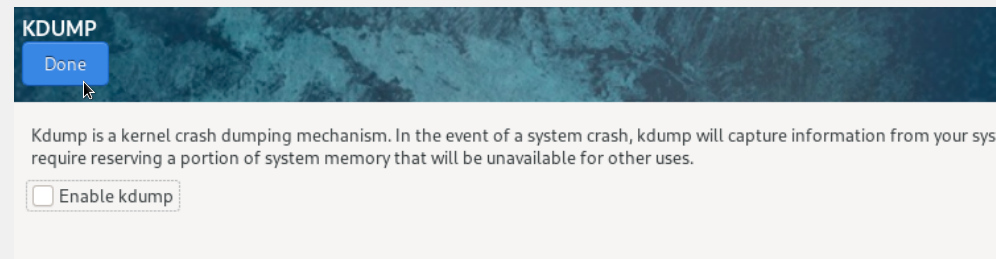 KDUMP
Done
Kdump is a kernel crash dumping mechanism. In the event of a system crash, kdump will capture information from your sys
require reserving a portion of system memory that will be unavailable for other uses.
Enable kdump